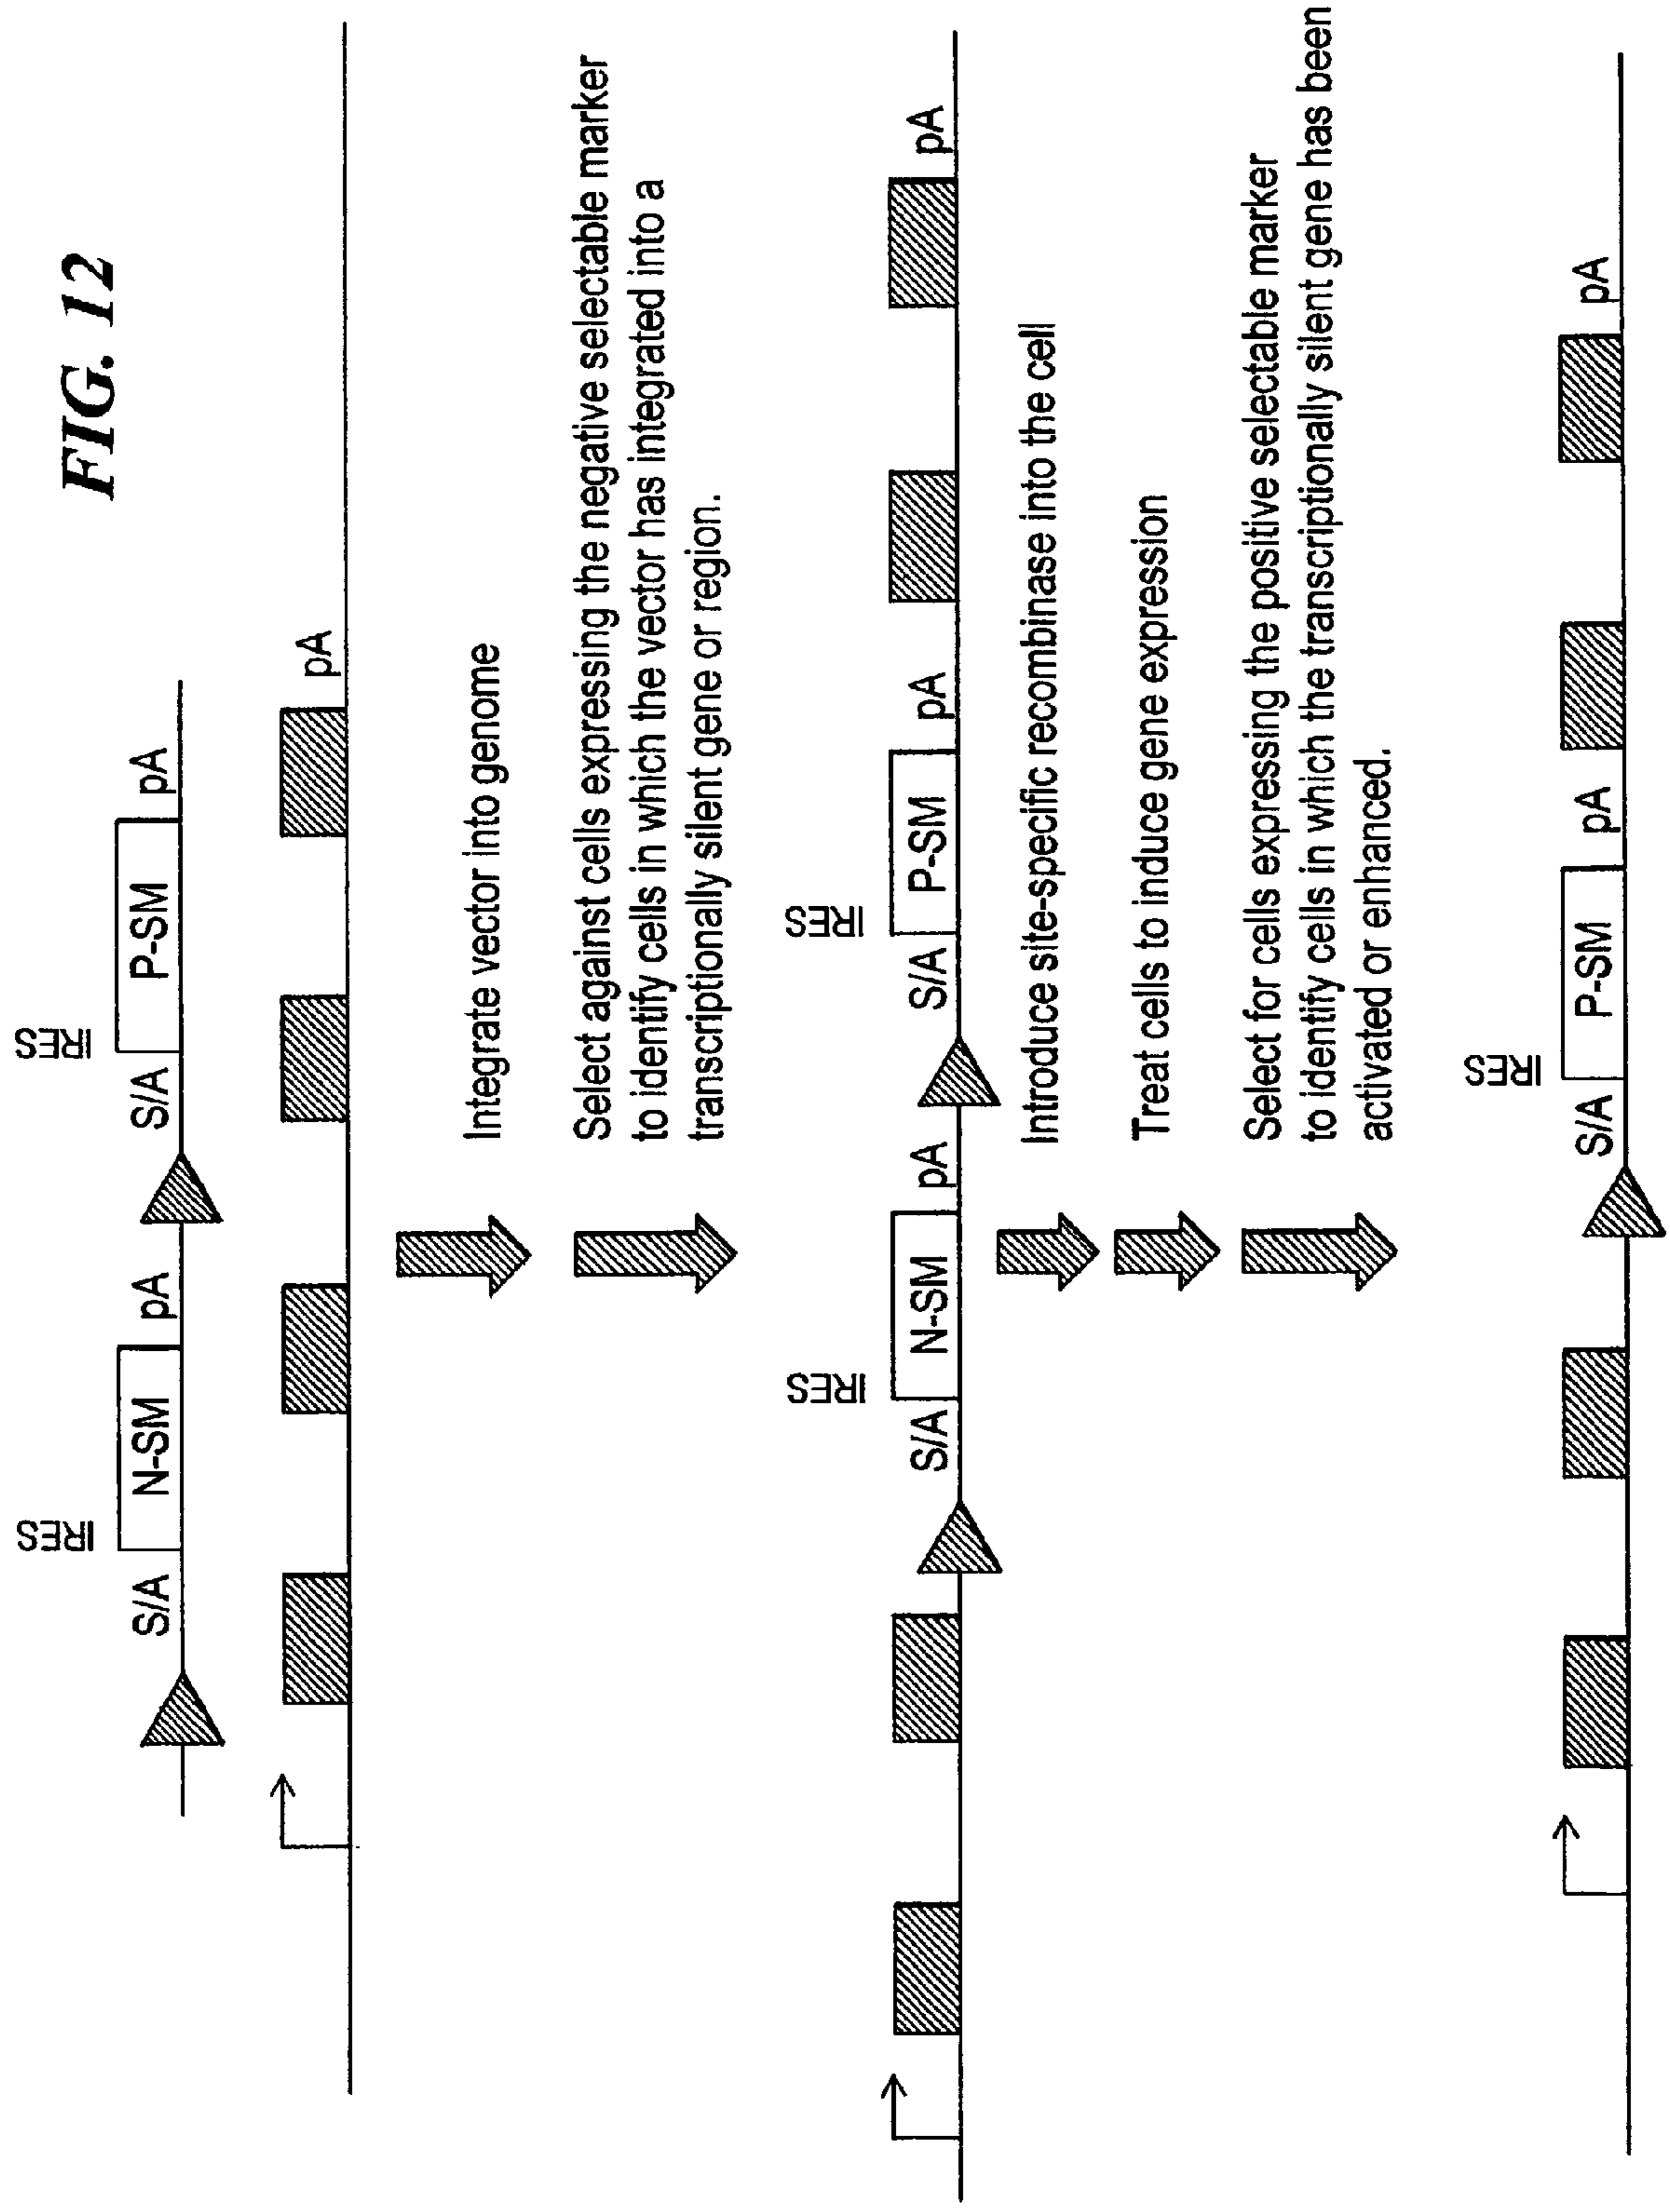 FIG. 12
IRES IRES
S/A N-SM pA S/A P-SM pA
pA
Integrate vector into genome
Select against cells expressing the negative selectable marker
to identify cells in which the vector has integrated into a
transcriptionally silent gene or region.
IRES IRES
S/A N-SM pA S/A P-SM pA pA
Introduce site-specific recombinase into the cell
Treat cells to induce gene expression
Select for cells expressing the positive selectable marker
to identify cells in which the transcriptionally silent gene has been
activated or enhanced.
IRES
S/A P-SM pA pA